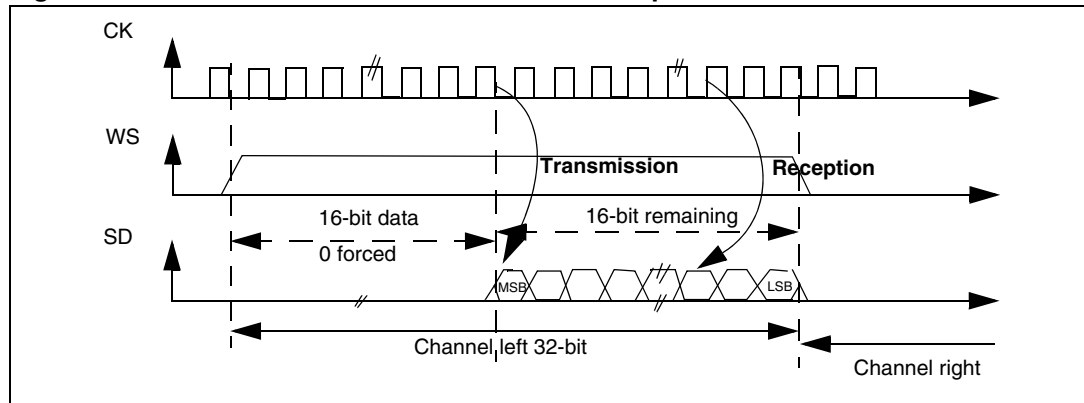 CK
WS
Transmission
Reception
16-bit data
16-bit remaining
SD
0 forced
MSB
LSB
Channel left 32-bit
Channel right